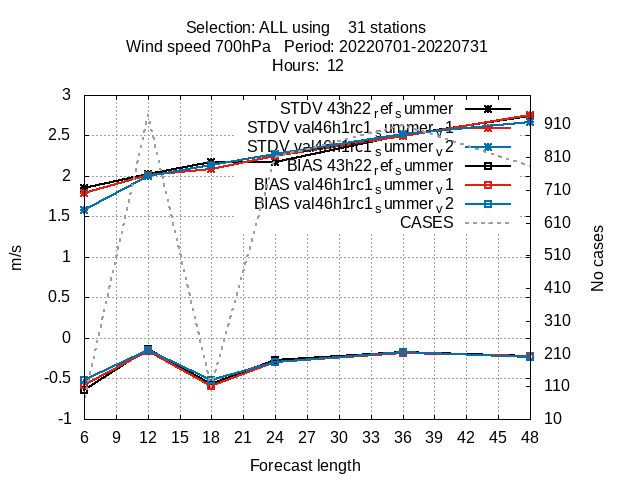 Selection: ALL using    31 stations
Wind speed 700hPa   Period: 20220701-20220731
Hours:  12
STDV 43h22_ref_summer
STDV val46h1rc1_summer_v1
STDV val46h1rc1_summer_v2
BIAS 43h22_ref_summer
BIAS val46h1rc1_summer_v1
BIAS val46h1rc1_summer_v2
CASES
3
2.5
2
1.5
1
0.5
0
-0.5
-1
m/s
910
810
710
610
510
410
310
210
110
10
No cases
6 9 12 15 18 21 24 27 30 33 36 39 42 45 48
Forecast length